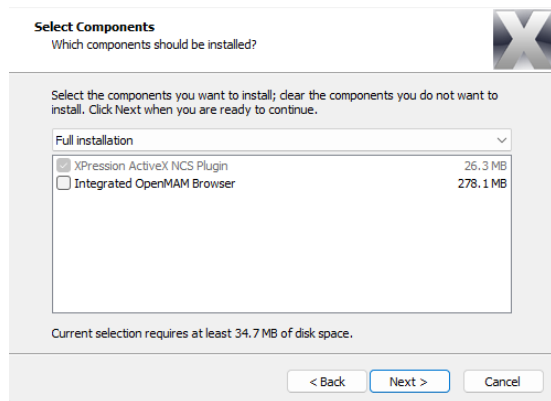 Select Components
Which components should be installed?
Select the components you want to install; clear the components you do not want to
install. Click Next when you are ready to continue.
Full installation
XPression ActiveX NCS Plugin 26.3 MB
Integrated OpenMAM Browser 278.1 MB
Current selection requires at least 34.7 MB of disk space.
< Back Next > Cancel